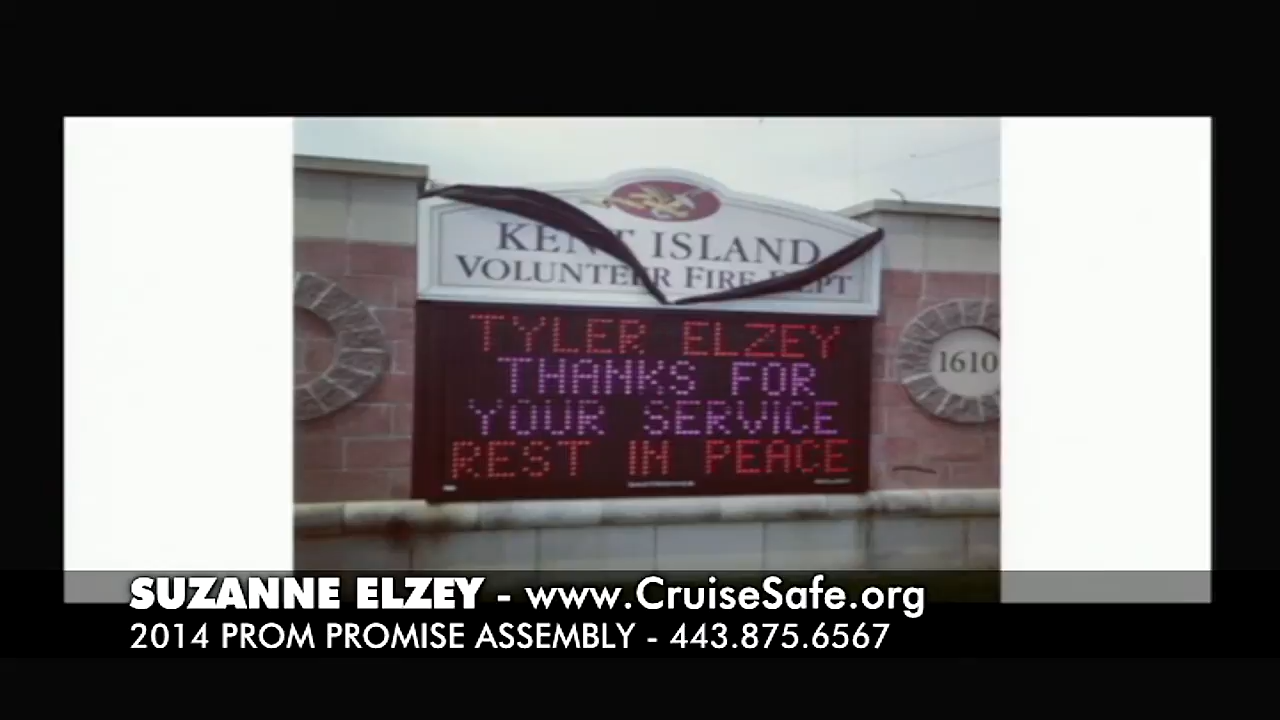 KENT ISLAND
VOLUNTEER FIRE DEPT
TYLER ELZEY
THANKS FOR
YOUR SERVICE
REST IN PEACE
1610
SUZANNE ELZEY - www.CruiseSafe.org
2014 PROM PROMISE ASSEMBLY - 443.875.6567